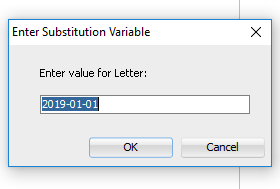 Enter Substitution Variable
Enter value for Letter:
2019-01-01
OK Cancel